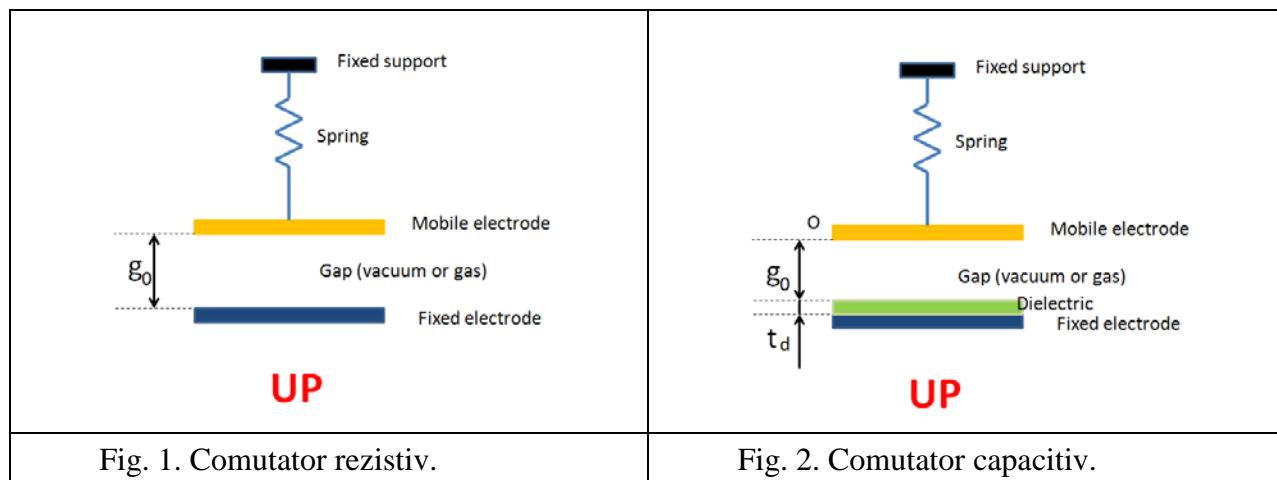 Fixed support
Spring
Mobile electrode
g0
Gap (vacuum or gas)
Fixed electrode
UP
Fig. 1. Comutator rezistiv.
Fixed support
Spring
O
Mobile electrode
g0
Gap (vacuum or gas)
Dielectric
Fixed electrode
td
UP
Fig. 2. Comutator capacitiv.